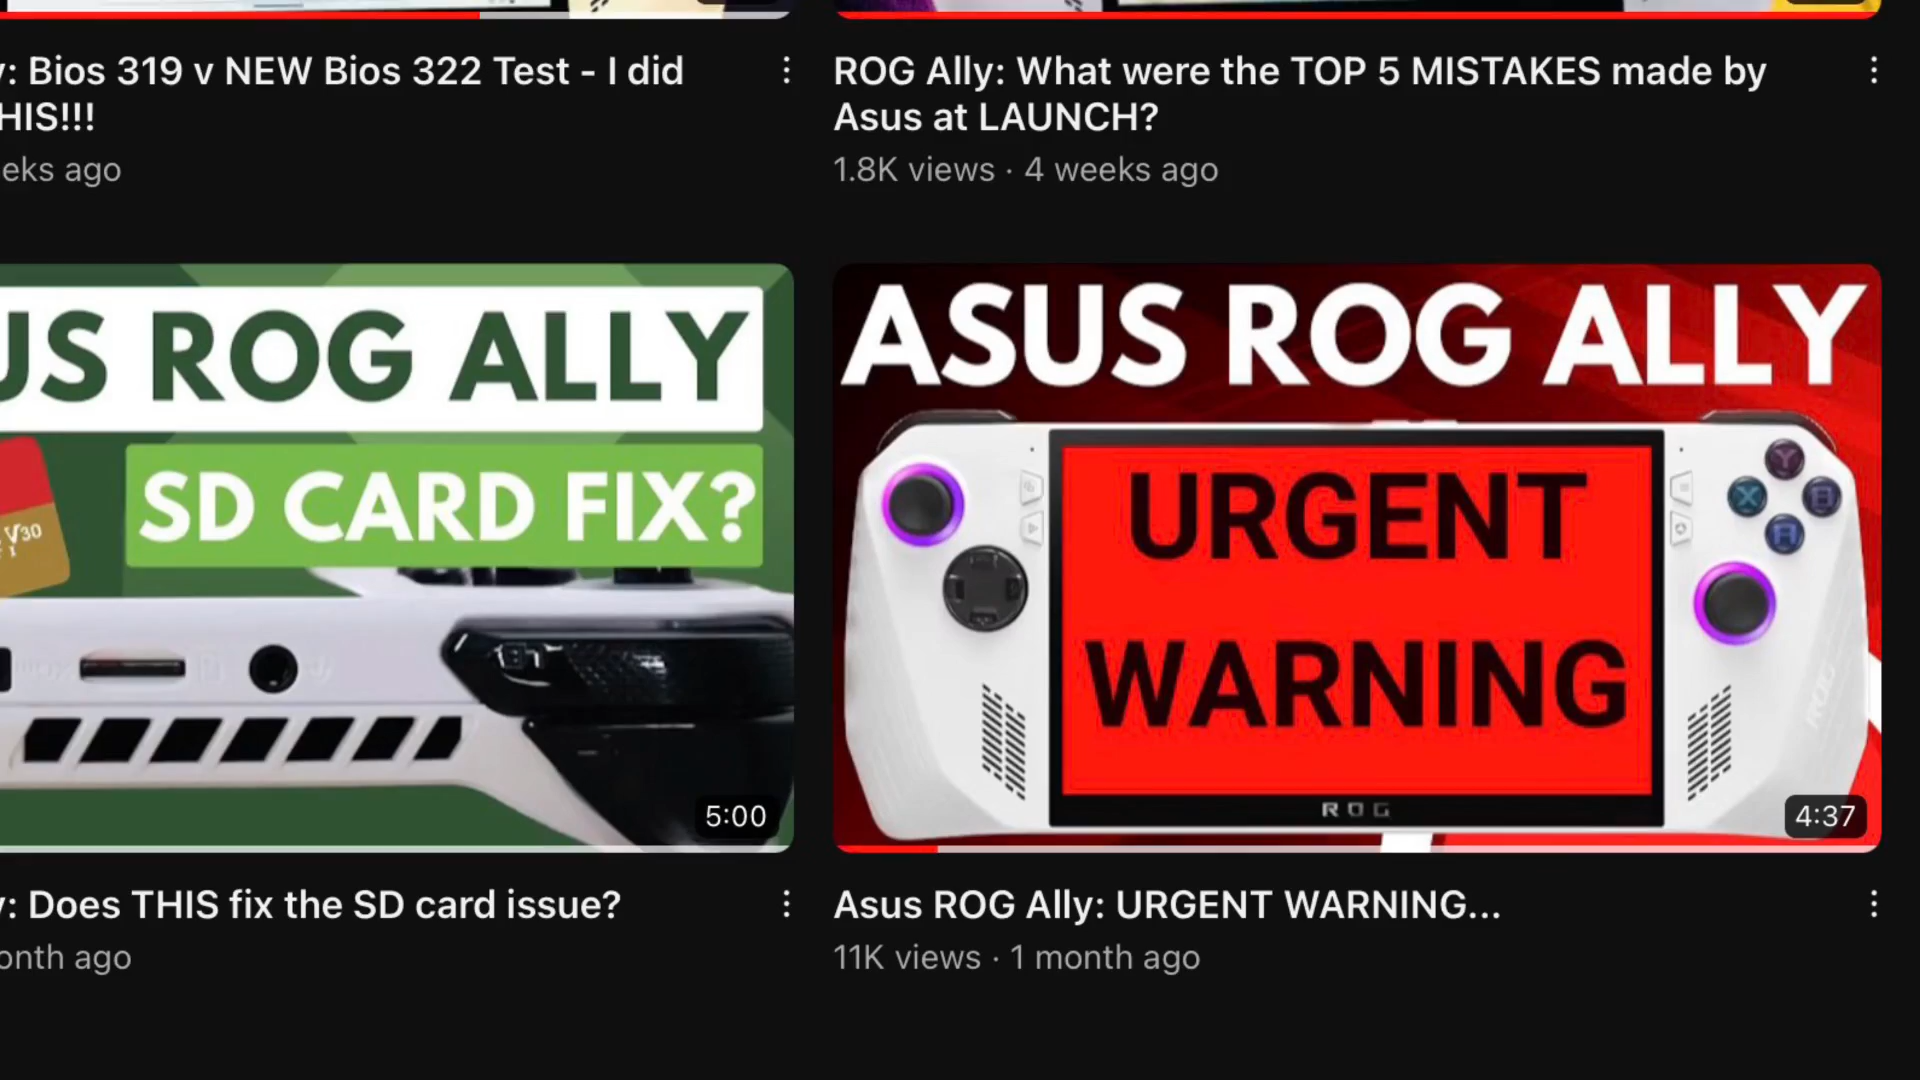 y: Bios 319 v NEW Bios 322 Test - I did
HIS!!!
eks ago
ROG Ally: What were the TOP 5 MISTAKES made by
Asus at LAUNCH?
1.8K views · 4 weeks ago
US ROG ALLY
SD CARD FIX?
V30
5:00
y: Does THIS fix the SD card issue?
onth ago
ASUS ROG ALLY
URGENT
WARNING
Y
X
B
A
ROG
4:37
Asus ROG Ally: URGENT WARNING...
11K views · 1 month ago